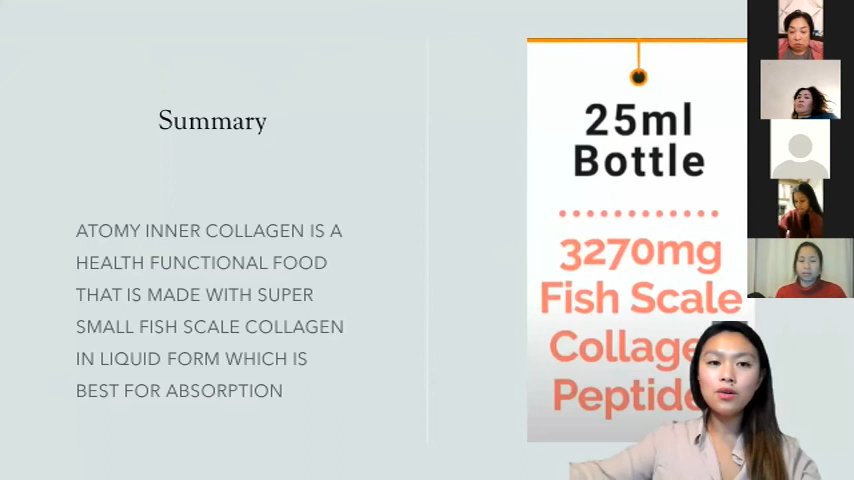 Summary
ATOMY INNER COLLAGEN IS A
HEALTH FUNCTIONAL FOOD
THAT IS MADE WITH SUPER
SMALL FISH SCALE COLLAGEN
IN LIQUID FORM WHICH IS
BEST FOR ABSORPTION
25ml
Bottle
3270mg
Fish Scale